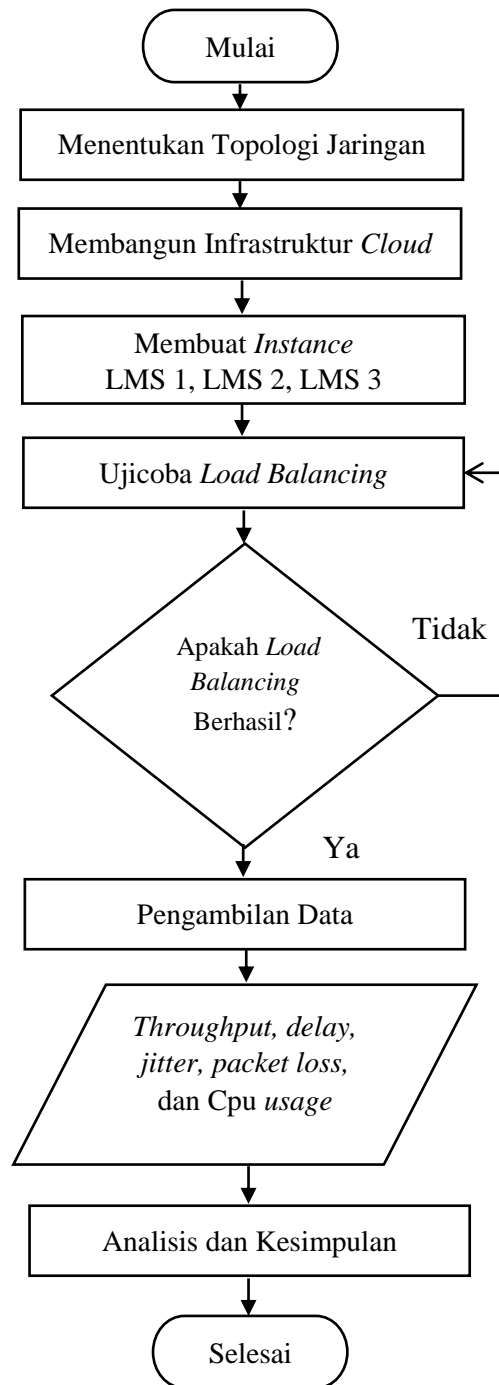 Mulai
Menentukan Topologi Jaringan
Membangun Infrastruktur Cloud
Membuat Instance
LMS 1, LMS 2, LMS 3
Ujicoba Load Balancing
Tidak
Apakah Load
Balancing
Berhasil?
Ya
Pengambilan Data
Throughput, delay,
jitter, packet loss,
dan Cpu usage
Analisis dan Kesimpulan
Selesai